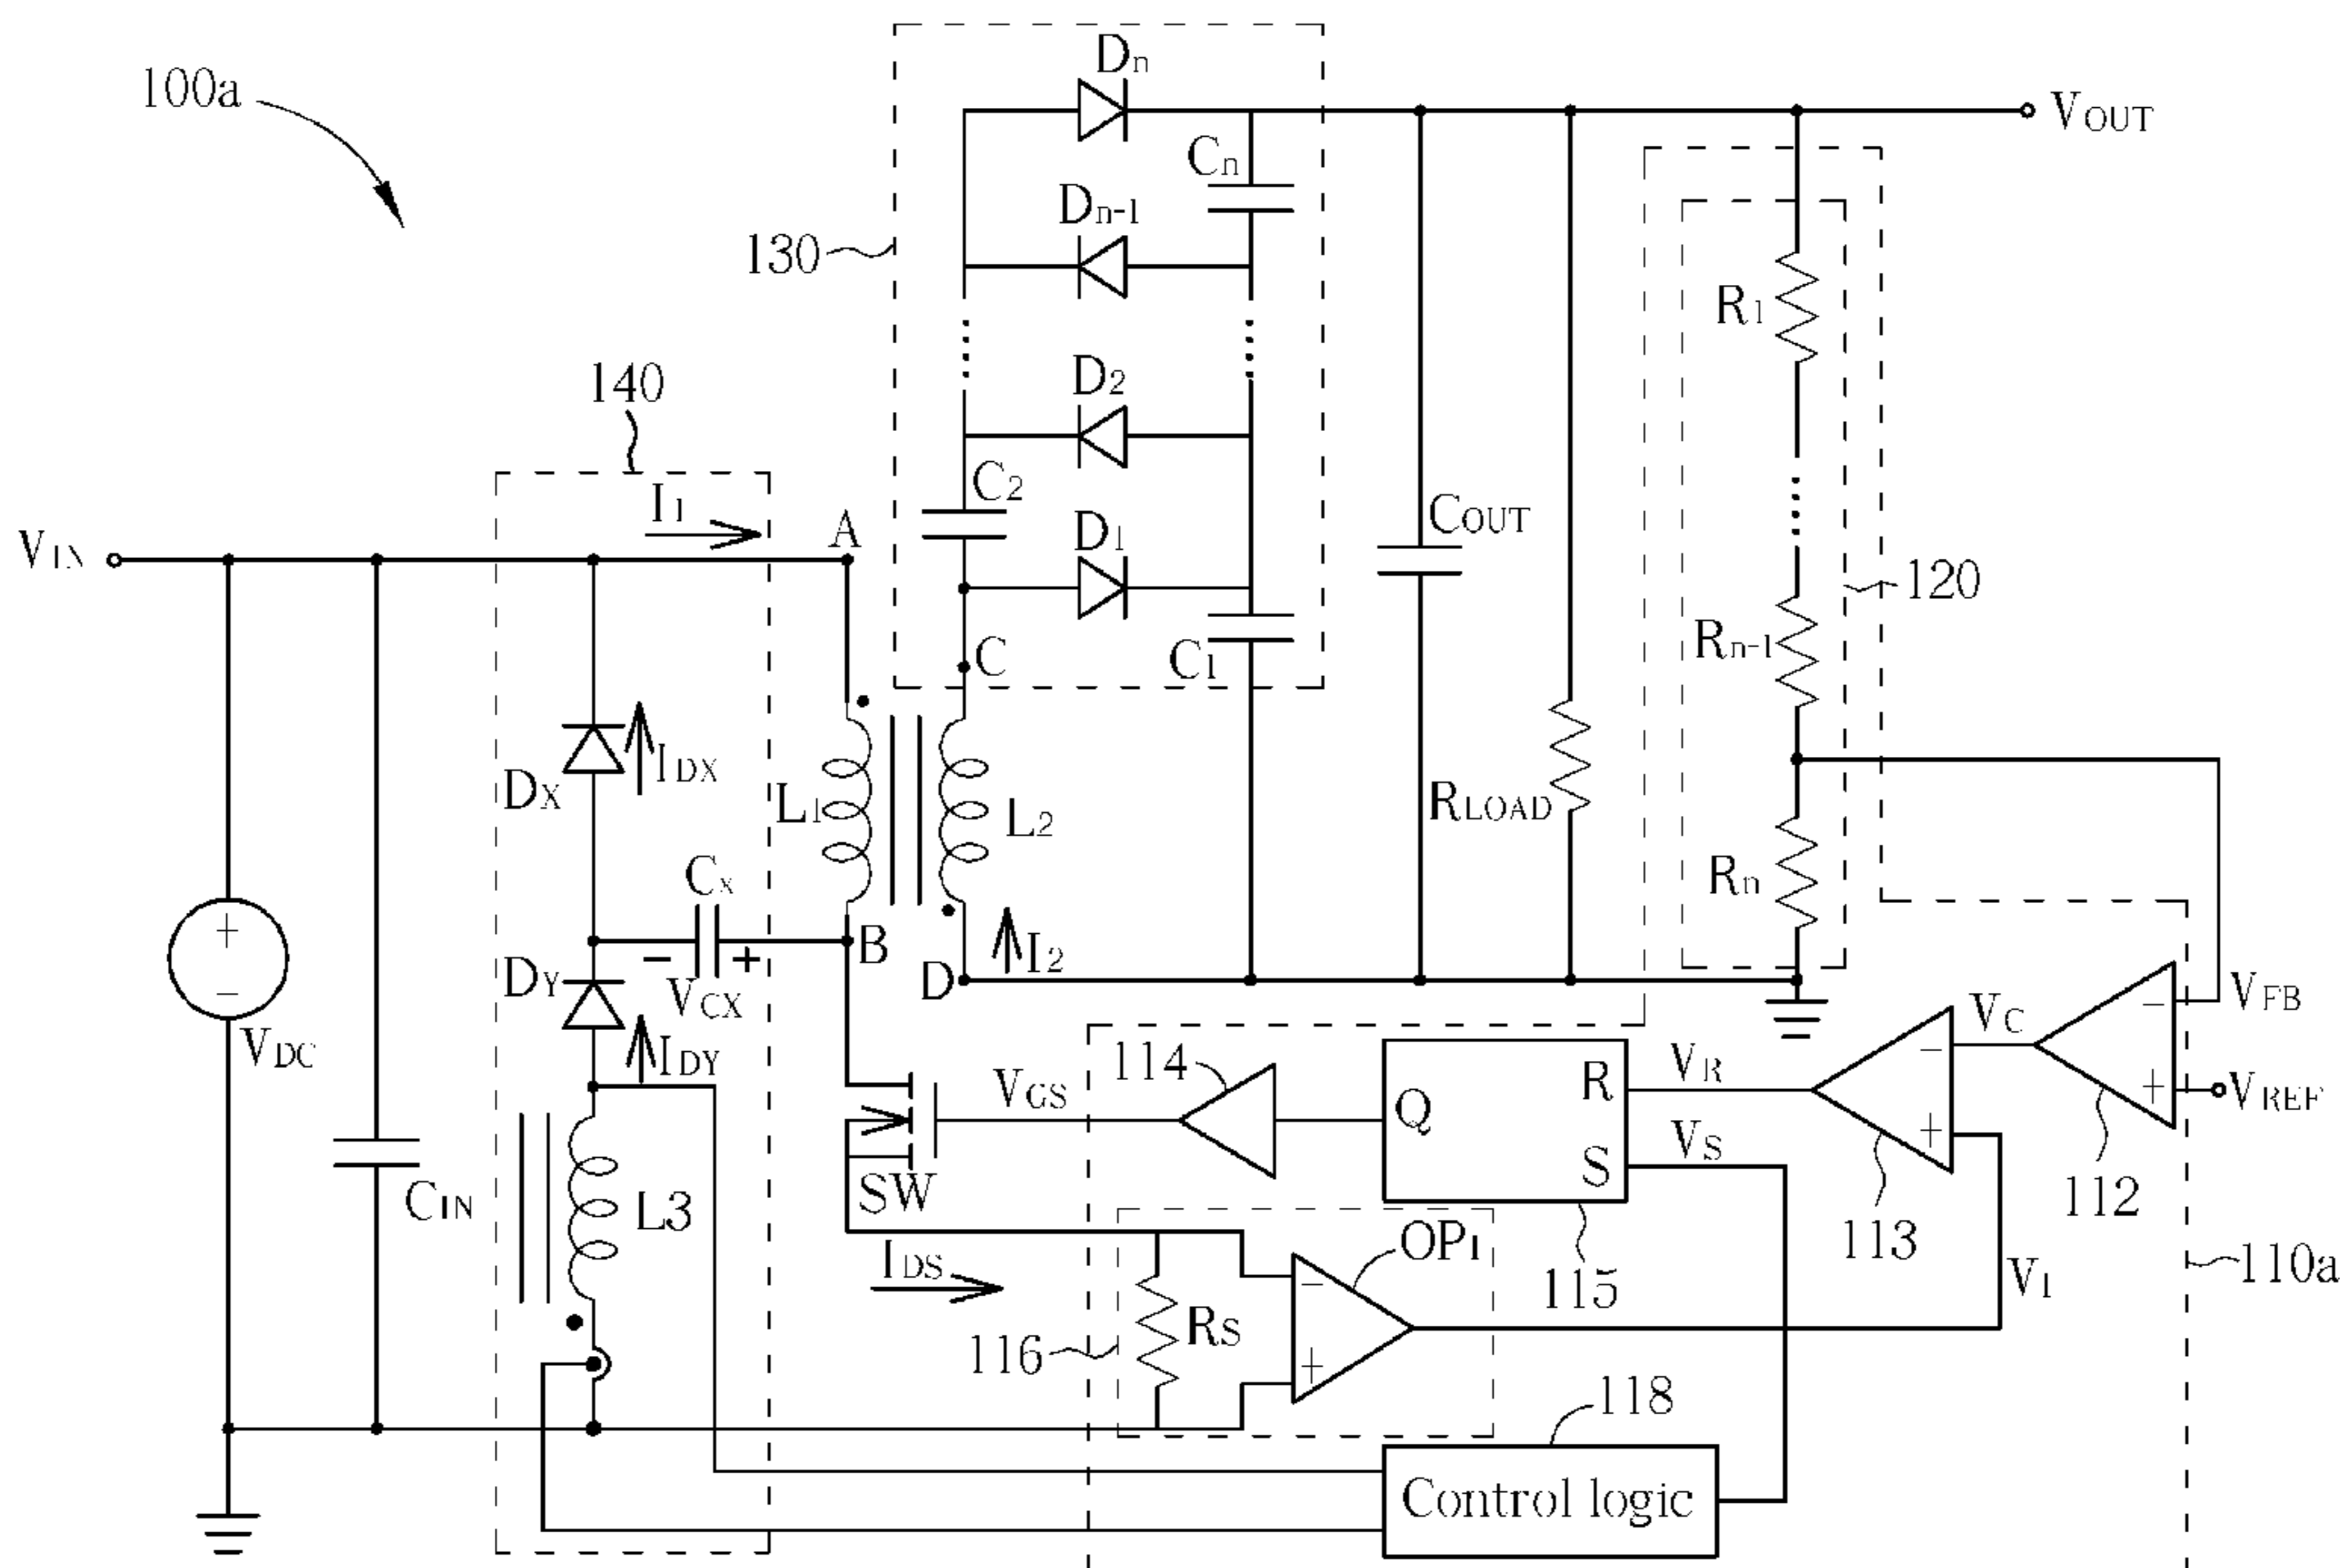 100a
Dn
VOUT
Cn
Dn-1
130
R1
D2
140
I1
C2
A
D1
COUT
VIN
120
Rn-1
C
C1
DX
IDX
L1
L2
RLOAD
Cx
Rn
+
B
I2
D
DY
- +
VCX
-
VDC
IDY
VFB
VC
-
-
114
VGS
VR
R
Q
+
VREF
VS
+
S
SW
112
CIN
L3
113
IDS
OP1
115
VI
110a
-
RS
116
+
118
Control logic